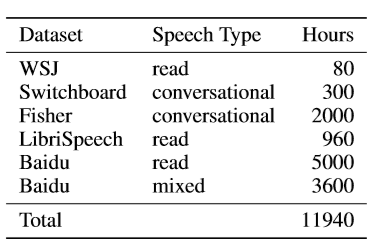 Dataset Speech Type Hours
WSJ read 80
Switchboard conversational 300
Fisher conversational 2000
LibriSpeech read 960
Baidu read 5000
Baidu mixed 3600
Total 11940